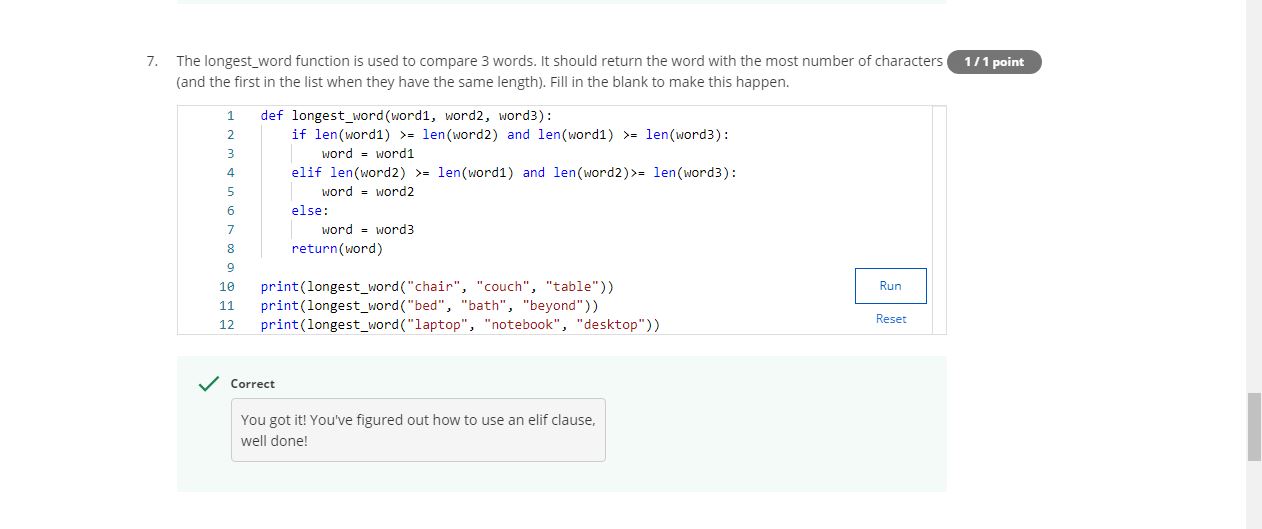 7. The longest_word function is used to compare 3 words. It should return the word with the most number of characters 1 / 1 point
(and the first in the list when they have the same length). Fill in the blank to make this happen.
1 def longest_word(word1, word2, word3):
2     if len(word1) >= len(word2) and len(word1) >= len(word3):
3         word = word1
4     elif len(word2) >= len(word1) and len(word2)>= len(word3):
5         word = word2
6     else:
7         word = word3
8     return(word)
9
10 print(longest_word("chair", "couch", "table"))
Run
11 print(longest_word("bed", "bath", "beyond"))
12 print(longest_word("laptop", "notebook", "desktop"))
Reset
Correct
You got it! You've figured out how to use an elif clause,
well done!